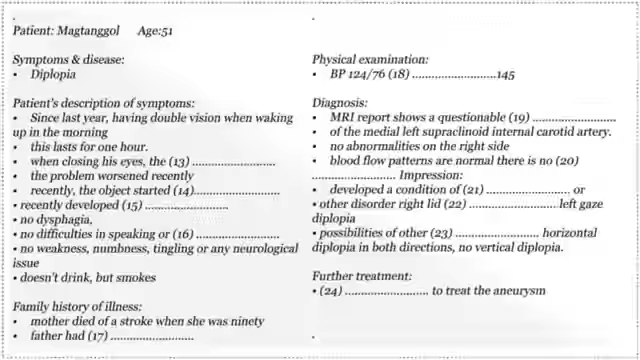 Patient: Magtanggol Age:51
Symptoms & disease:
• Diplopia
Patient's description of symptoms:
• Since last year, having double vision when waking
up in the morning
• this lasts for one hour.
• when closing his eyes, the (13) ...........................
• the problem worsened recently
• recently, the object started (14)............................
• recently developed (15) ...........................
• no dysphagia,
• no difficulties in speaking or (16) ...........................
• no weakness, numbness, tingling or any neurological
issue
• doesn't drink, but smokes
Family history of illness:
• mother died of a stroke when she was ninety
• father had (17) ...........................
Physical examination:
• BP 124/76 (18) ...........................145
Diagnosis:
• MRI report shows a questionable (19) ...........................
• of the medial left supraclinoid internal carotid artery.
• no abnormalities on the right side
• blood flow patterns are normal there is no (20)
........................... Impression:
• developed a condition of (21) ........................... or
• other disorder right lid (22) ............................ left gaze
diplopia
• possibilities of other (23) ........................... horizontal
diplopia in both directions, no vertical diplopia.
Further treatment:
• (24) ........................... to treat the aneurysm